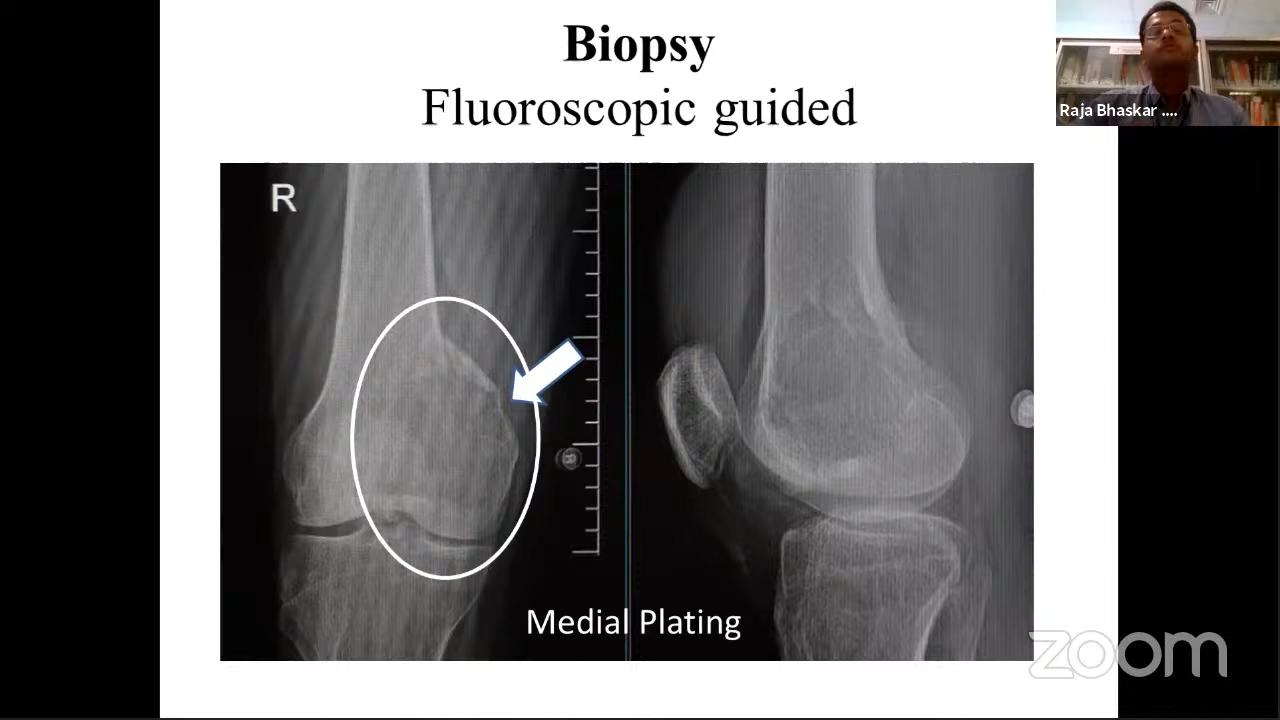 Biopsy
Fluoroscopic guided
Raja Bhaskar ....
R
Medial Plating
zoom